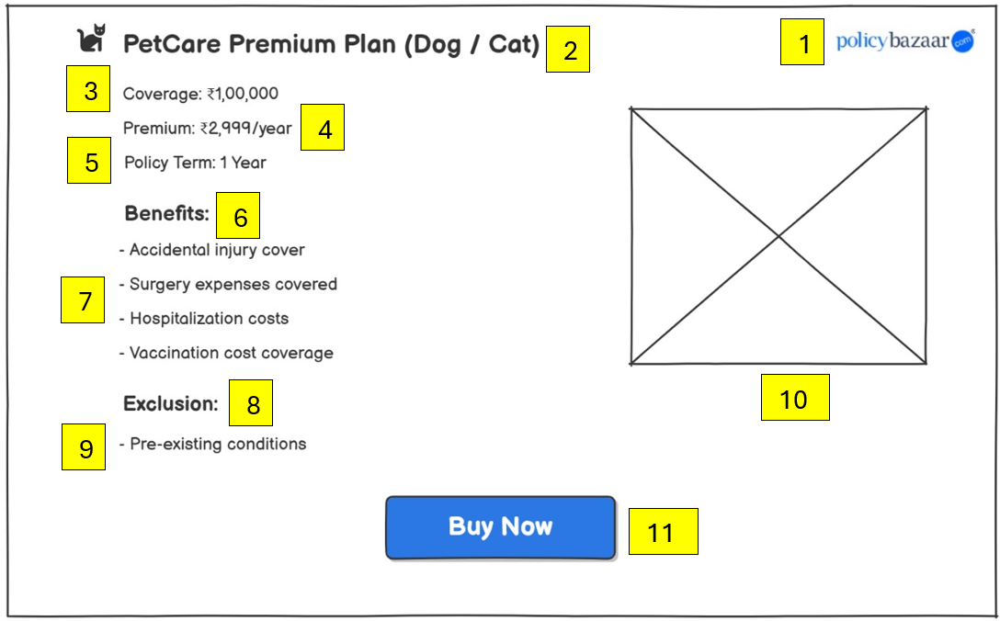 PetCare Premium Plan (Dog / Cat) 2
1 policybazaar.com
3 Coverage: ₹1,00,000
Premium: ₹2,999/year 4
5 Policy Term: 1 Year
Benefits: 6
- Accidental injury cover
7
- Surgery expenses covered
- Hospitalization costs
- Vaccination cost coverage
Exclusion: 8
9 - Pre-existing conditions
10
Buy Now 11